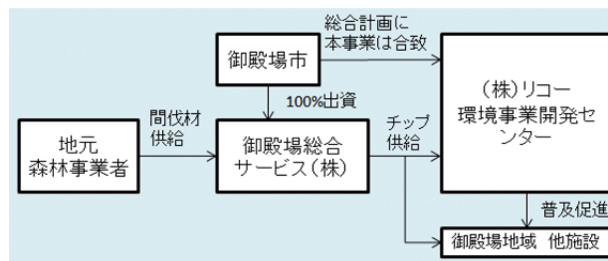 総合計画に
本事業は合致
御殿場市
(株)リコー
環境事業開発セ
ンター
100%出資
間伐材
供給
チップ
供給
地元
森林事業者
御殿場総合
サービス(株)
普及促進
御殿場地域 他施設